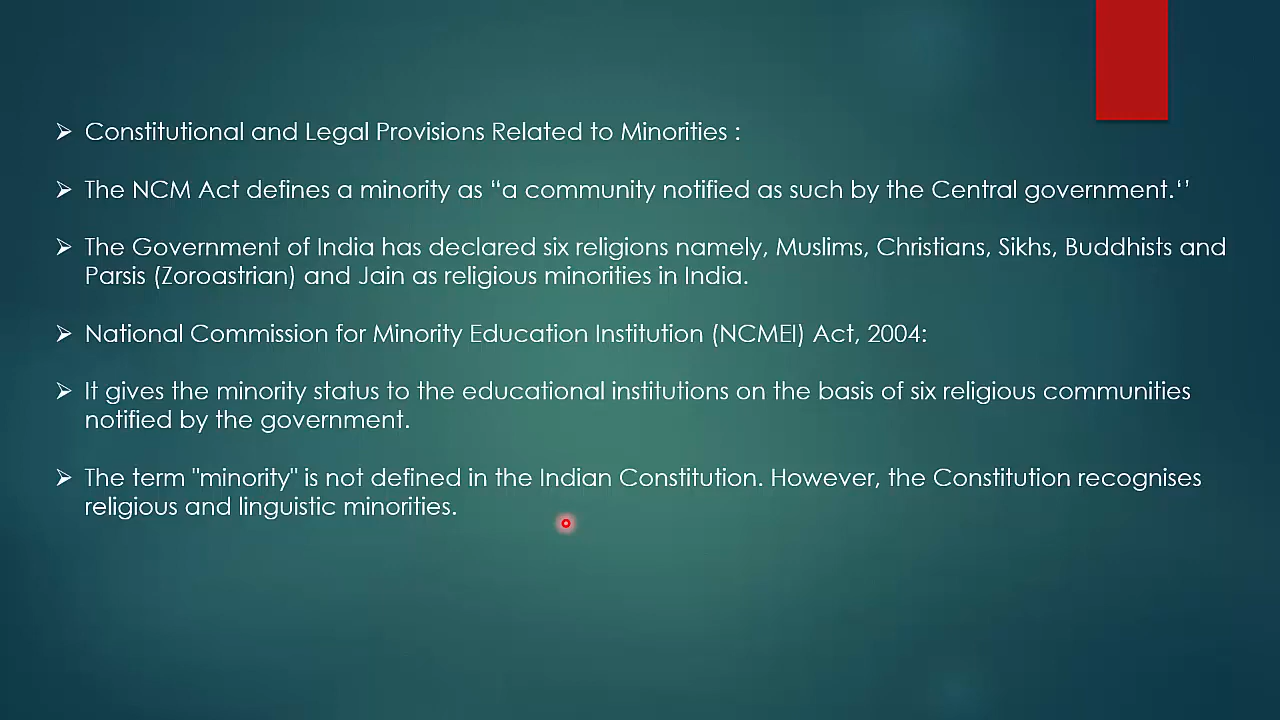 ➢ Constitutional and Legal Provisions Related to Minorities :
➢ The NCM Act defines a minority as “a community notified as such by the Central government.‘’
➢ The Government of India has declared six religions namely, Muslims, Christians, Sikhs, Buddhists and
Parsis (Zoroastrian) and Jain as religious minorities in India.
➢ National Commission for Minority Education Institution (NCMEI) Act, 2004:
➢ It gives the minority status to the educational institutions on the basis of six religious communities
notified by the government.
➢ The term "minority" is not defined in the Indian Constitution. However, the Constitution recognises
religious and linguistic minorities.